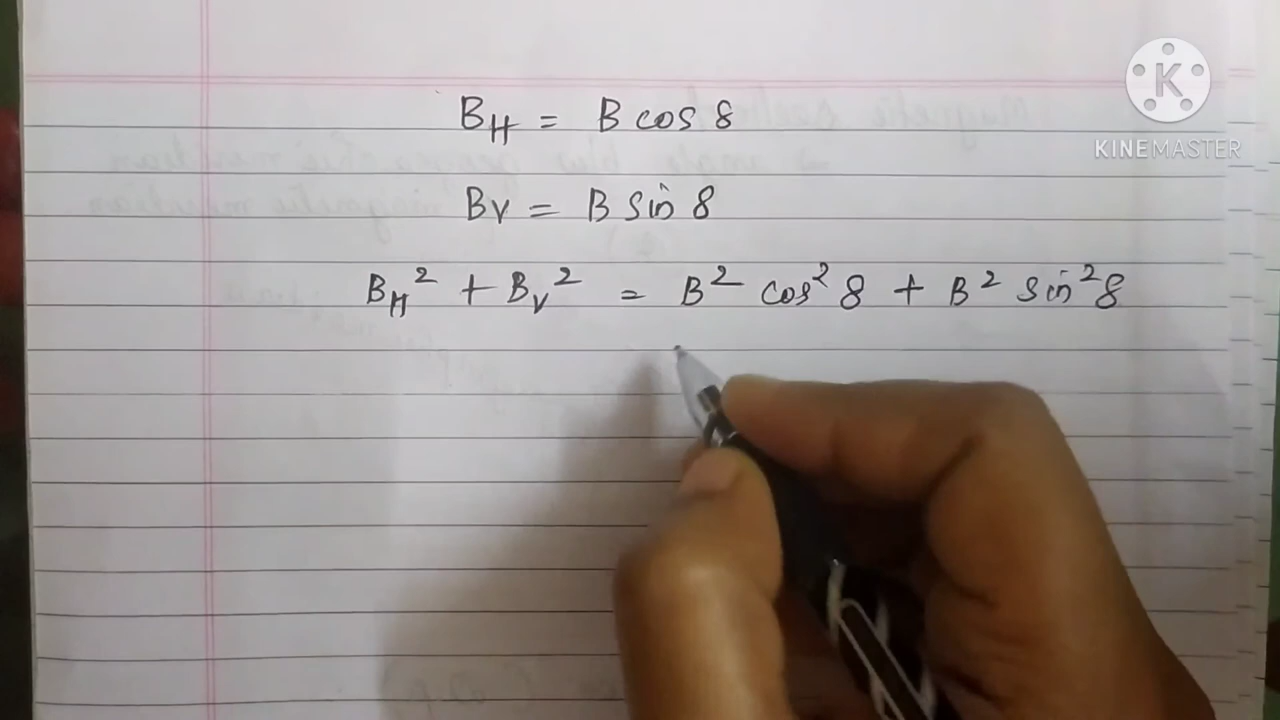 B_H = B cos δ
B_V = B sin δ
B_H² + B_V² = B² cos² δ + B² sin² δ
K
KINEMASTER